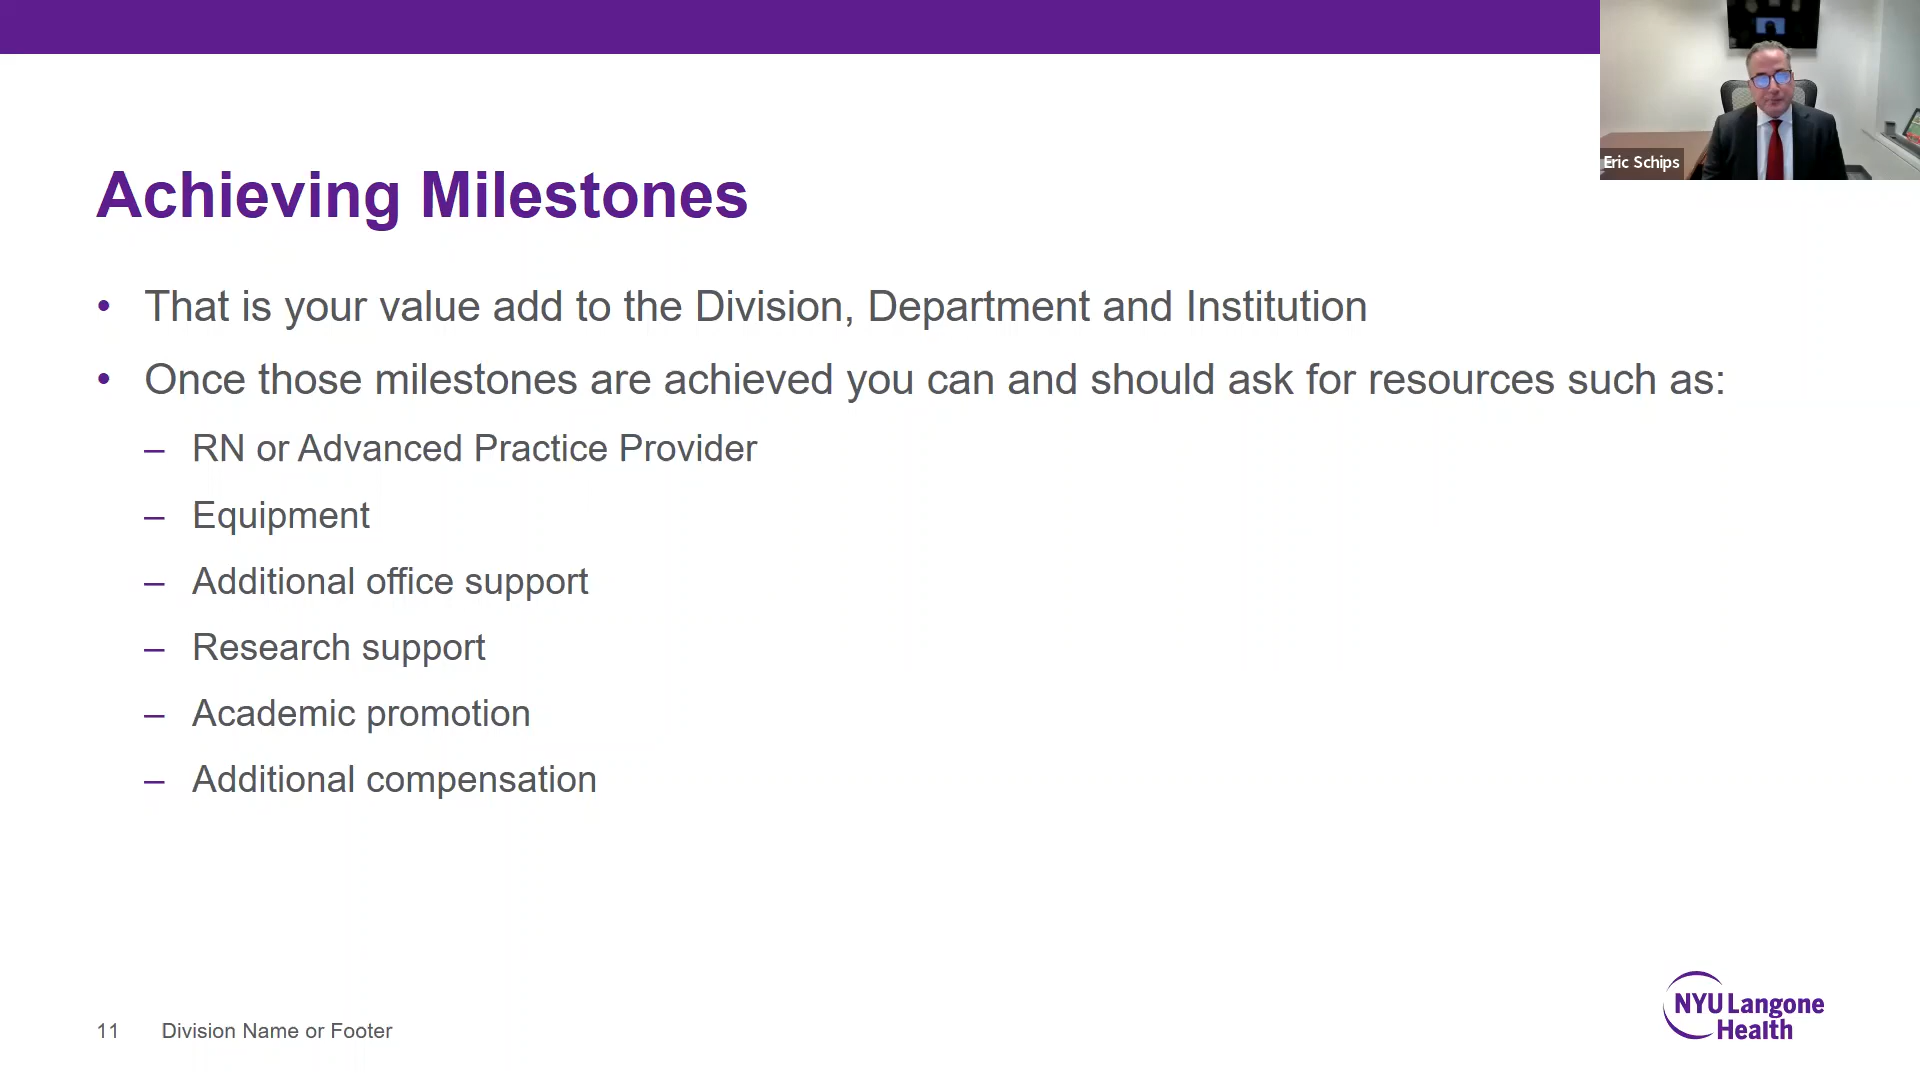 Eric Schips
Achieving Milestones
• That is your value add to the Division, Department and Institution
• Once those milestones are achieved you can and should ask for resources such as:
– RN or Advanced Practice Provider
– Equipment
– Additional office support
– Research support
– Academic promotion
– Additional compensation
11 Division Name or Footer
NYU Langone
Health